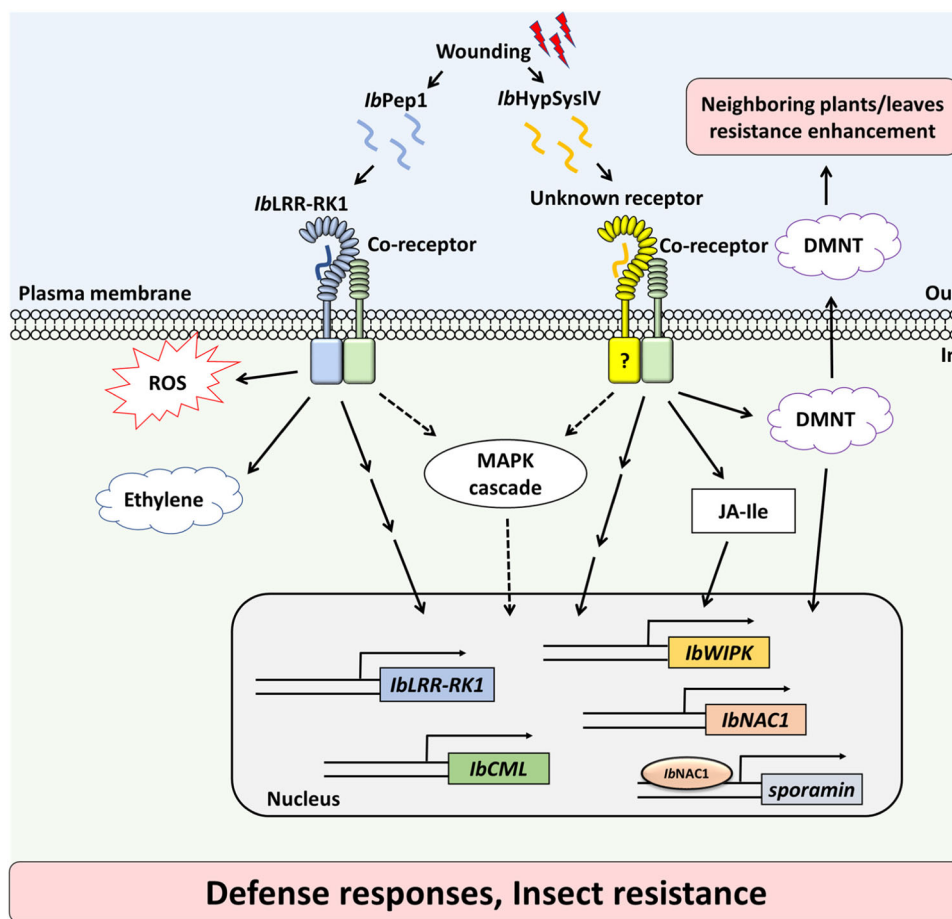 Wounding
IbPep1
IbHypSysIV
Neighboring plants/leaves
resistance enhancement
IbLRR-RK1
Unknown receptor
Co-receptor
Co-receptor
DMNT
Plasma membrane
Ou
In
ROS
?
DMNT
MAPK
cascade
Ethylene
JA-Ile
IbWIPK
IbLRR-RK1
IbNAC1
IbCML
IbNAC1
sporamin
Nucleus
Defense responses, Insect resistance